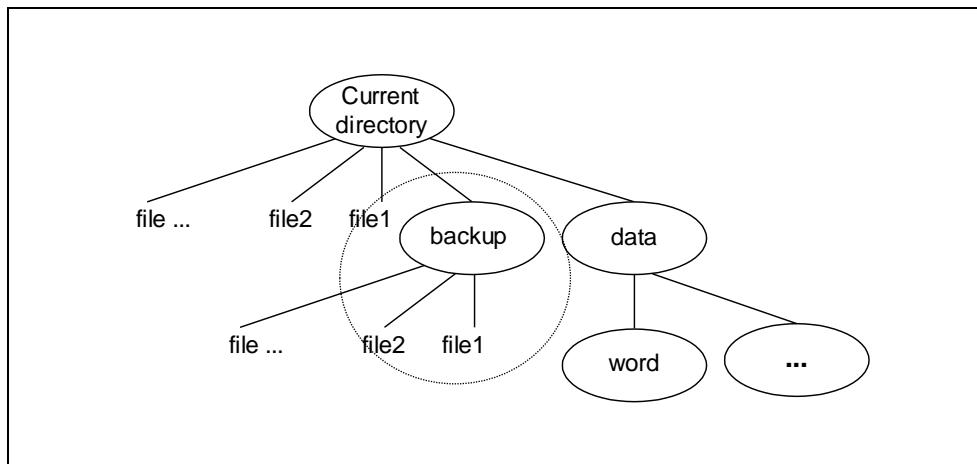 Current
directory
file ...
file2
file1
backup
data
file ...
file2
file1
word
...